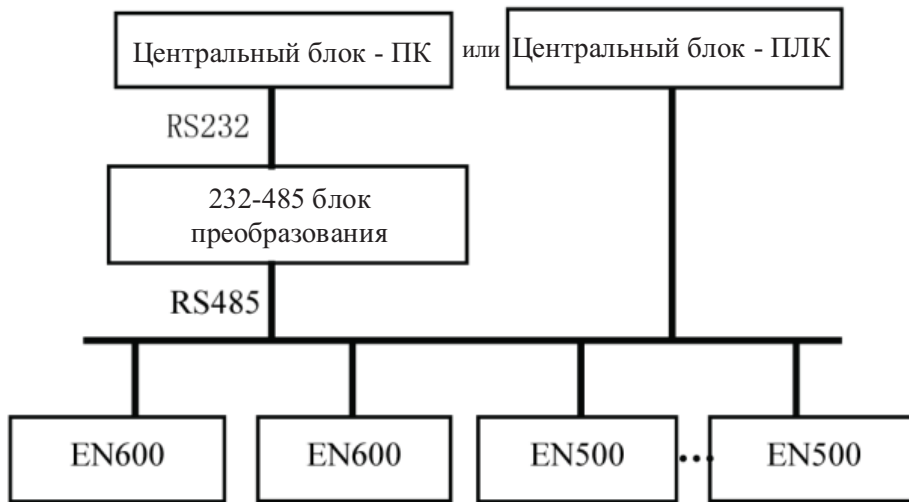 Центральный блок - ПК
или
Центральный блок - ПЛК
RS232
232-485 блок
преобразования
RS485
EN600
EN600
EN500
...
EN500